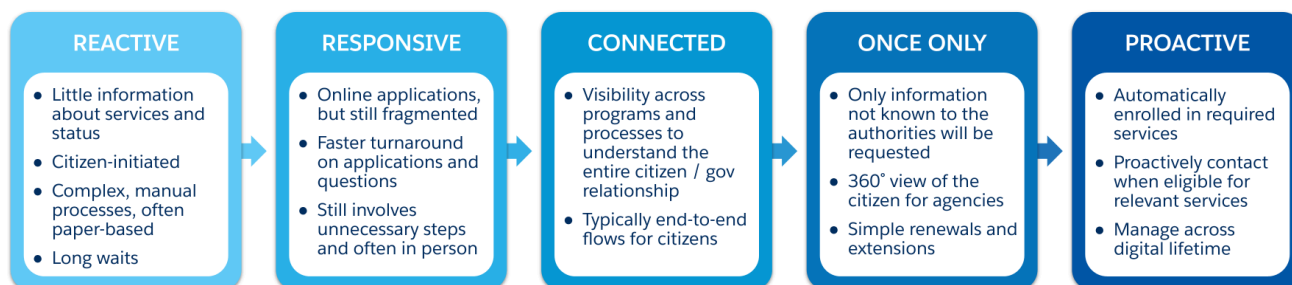 REACTIVE
● Little information
about services and
status
● Citizen-initiated
● Complex, manual
processes, often
paper-based
● Long waits
RESPONSIVE
● Online applications,
but still fragmented
● Faster turnaround
on applications and
questions
● Still involves
unnecessary steps
and often in person
CONNECTED
● Visibility across
programs and
processes to
understand the
entire citizen / gov
relationship
● Typically end-to-end
flows for citizens
ONCE ONLY
● Only information
not known to the
authorities will be
requested
● 360° view of the
citizen for agencies
● Simple renewals and
extensions
PROACTIVE
● Automatically
enrolled in required
services
● Proactively contact
when eligible for
relevant services
● Manage across
digital lifetime